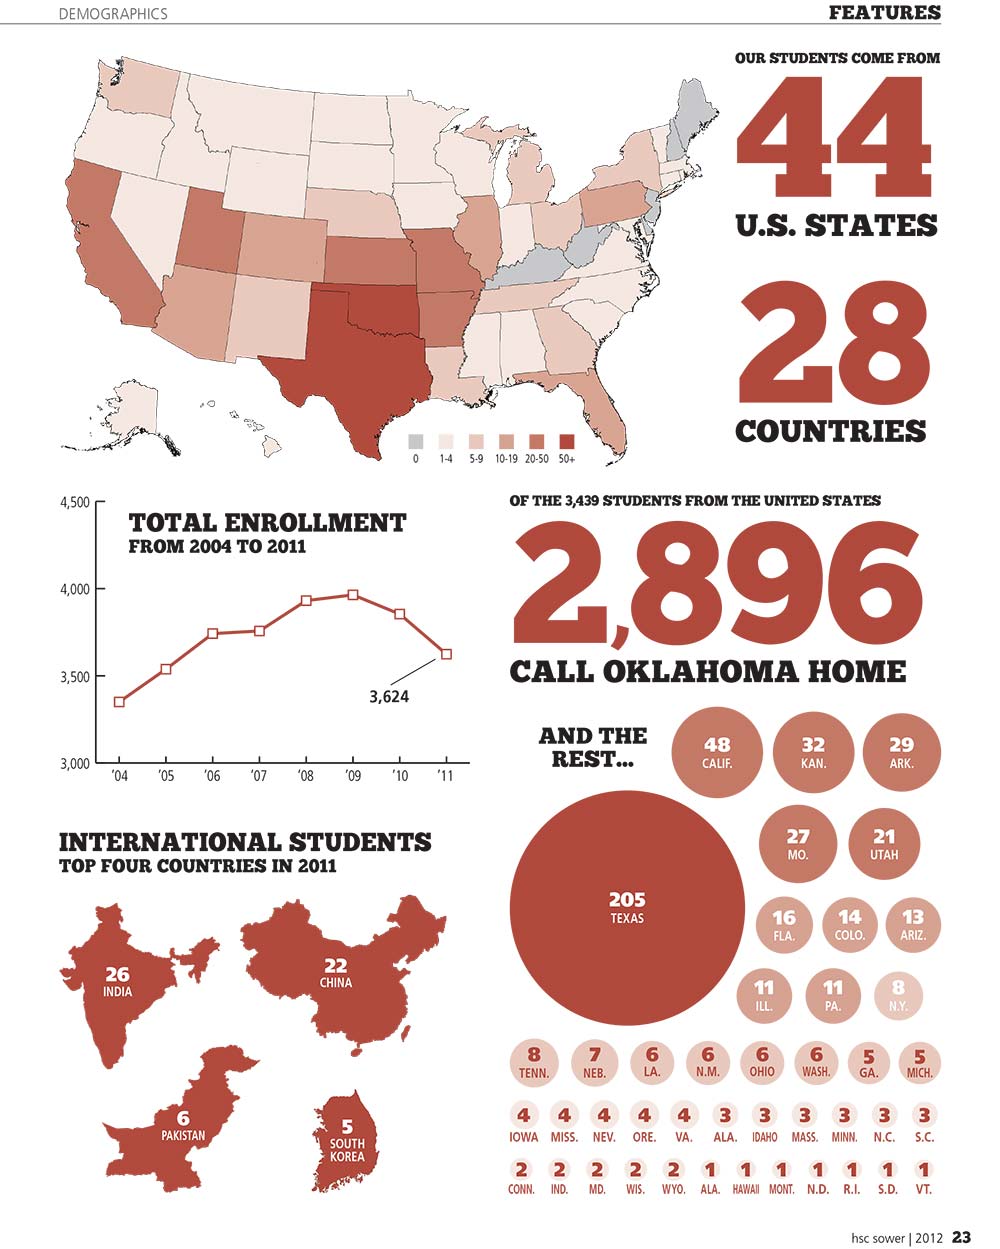 DEMOGRAPHICS
FEATURES
OUR STUDENTS COME FROM
44
U.S. STATES
28
COUNTRIES
0 1-4 5-9 10-19 20-50 50+
TOTAL ENROLLMENT
FROM 2004 TO 2011
4,500
4,000
3,500
3,000
3,624
'04 '05 '06 '07 '08 '09 '10 '11
OF THE 3,439 STUDENTS FROM THE UNITED STATES
2,896
CALL OKLAHOMA HOME
AND THE
REST...
48
CALIF.
32
KAN.
29
ARK.
205
TEXAS
27
MO.
21
UTAH
16
FLA.
14
COLO.
13
ARIZ.
11
ILL.
11
PA.
8
N.Y.
8
TENN.
7
NEB.
6
LA.
6
N.M.
6
OHIO
6
WASH.
5
GA.
5
MICH.
4 4 4 4 4 3 3 3 3 3 3
IOWA MISS. NEV. ORE. VA. ALA. IDAHO MASS. MINN. N.C. S.C.
2 2 2 2 2 1 1 1 1 1 1 1
CONN. IND. MD. WIS. WYO. ALA. HAWAII MONT. N.D. R.I. S.D. VT.
INTERNATIONAL STUDENTS
TOP FOUR COUNTRIES IN 2011
26
INDIA
22
CHINA
6
PAKISTAN
5
SOUTH
KOREA
hsc sower | 2012 23